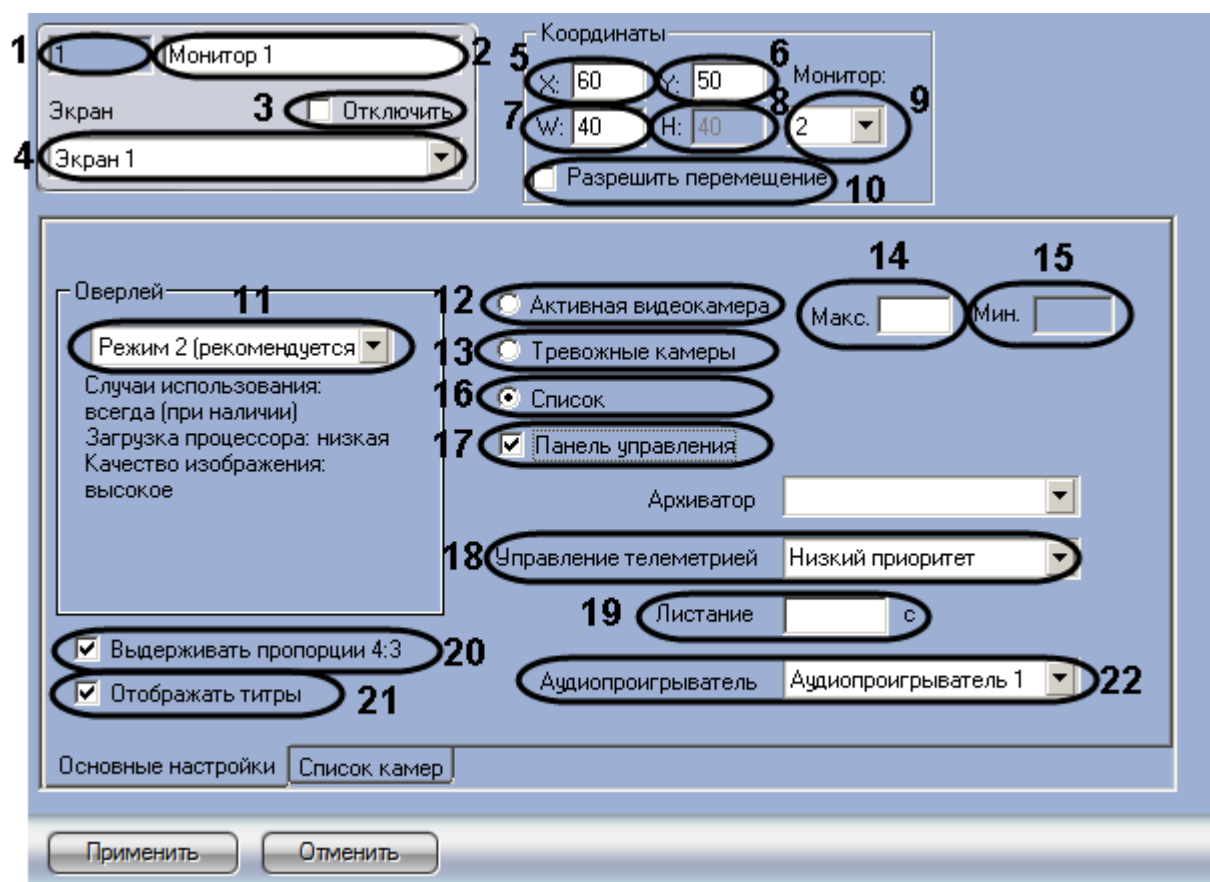 1 1 Монитор 1 2
Экран 3 Отключить
4 Экран 1
Координаты
5 X: 60 Y: 50 6 Монитор:
7 W: 40 H: 40 8 2 9
Разрешить перемещение 10
14 15
Макс. Мин.
Оверлей 11
Режим 2 (рекомендуется
Случаи использования:
всегда (при наличии)
Загрузка процессора: низкая
Качество изображения:
высокое
12 Активная видеокамера
13 Тревожные камеры
16 Список
17 Панель управления
Архиватор
18 Управление телеметрией Низкий приоритет
19 Листание с
Выдерживать пропорции 4:3 20
Отображать титры 21
Аудиопроигрыватель Аудиопроигрыватель 1 22
Основные настройки Список камер
Применить Отменить